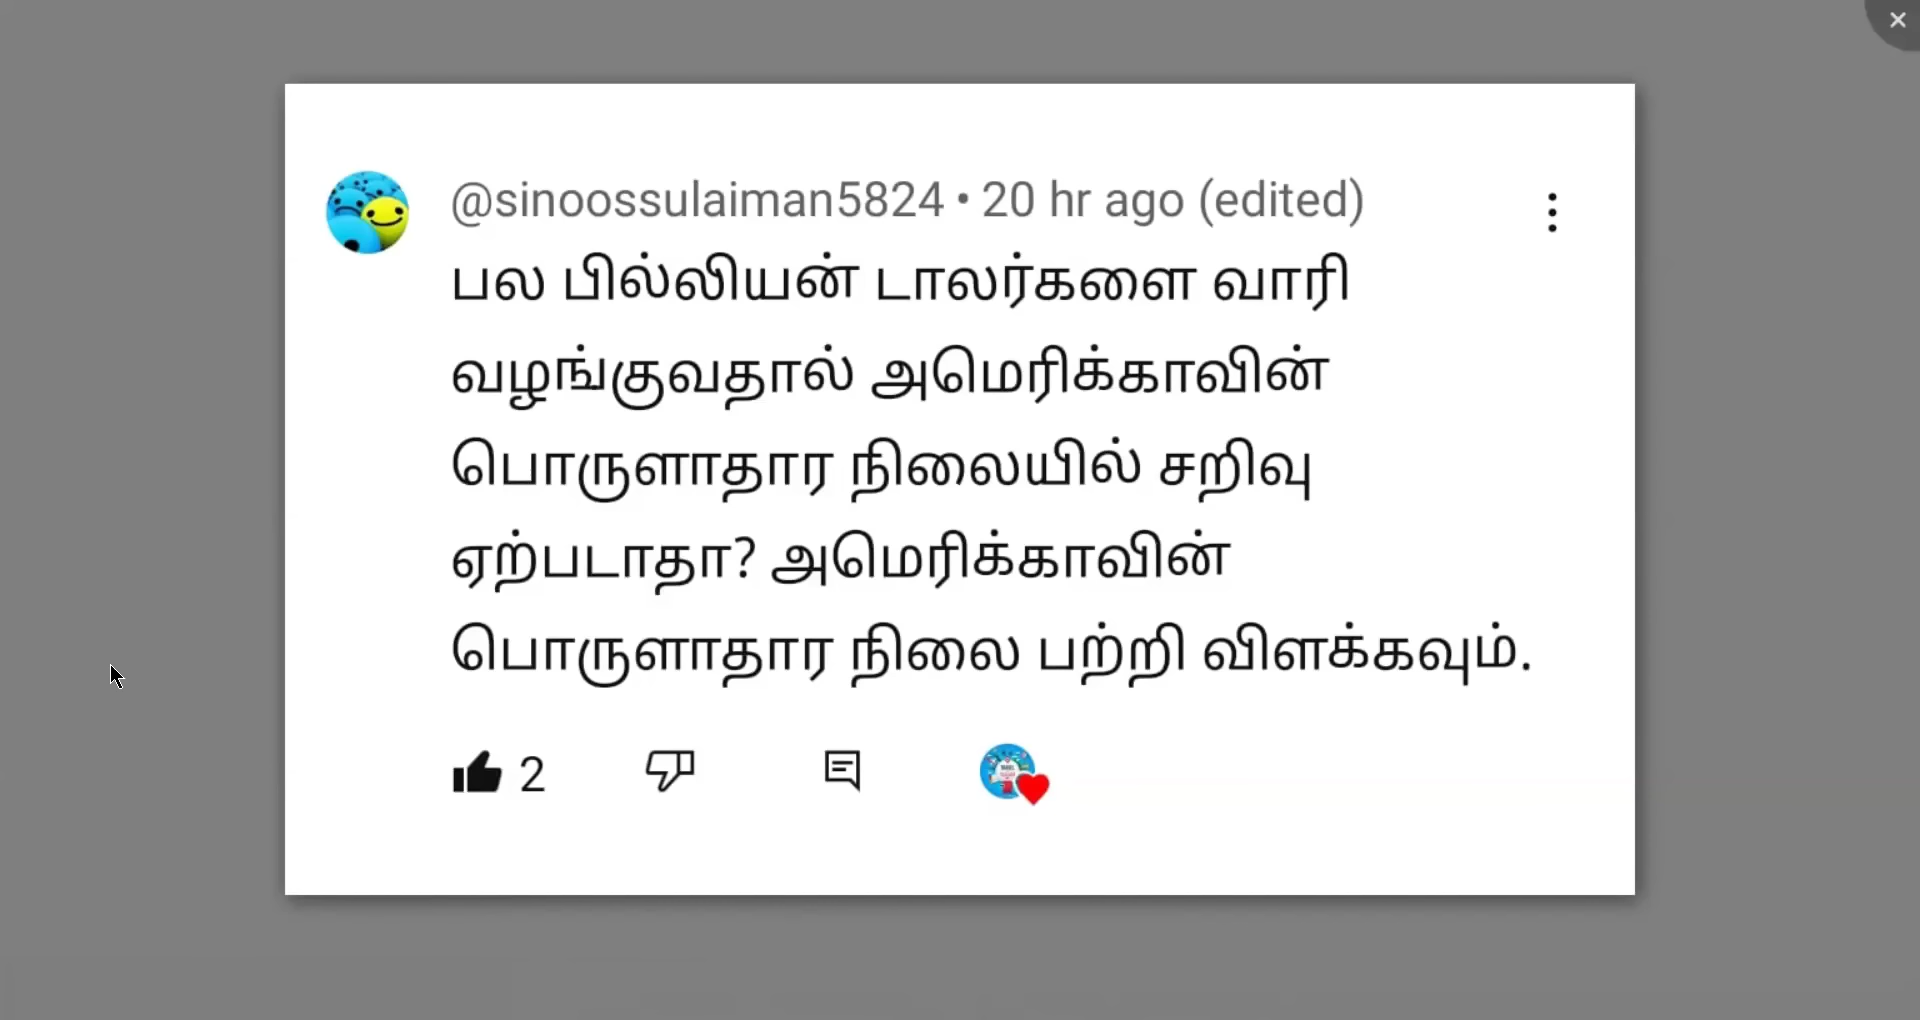 @sinoossulaiman5824 • 20 hr ago (edited)
பல பில்லியன் டாலர்களை வாரி
வழங்குவதால் அமெரிக்காவின்
பொருளாதார நிலையில் சறிவு
ஏற்படாதா? அமெரிக்காவின்
பொருளாதார நிலை பற்றி விளக்கவும்.
2